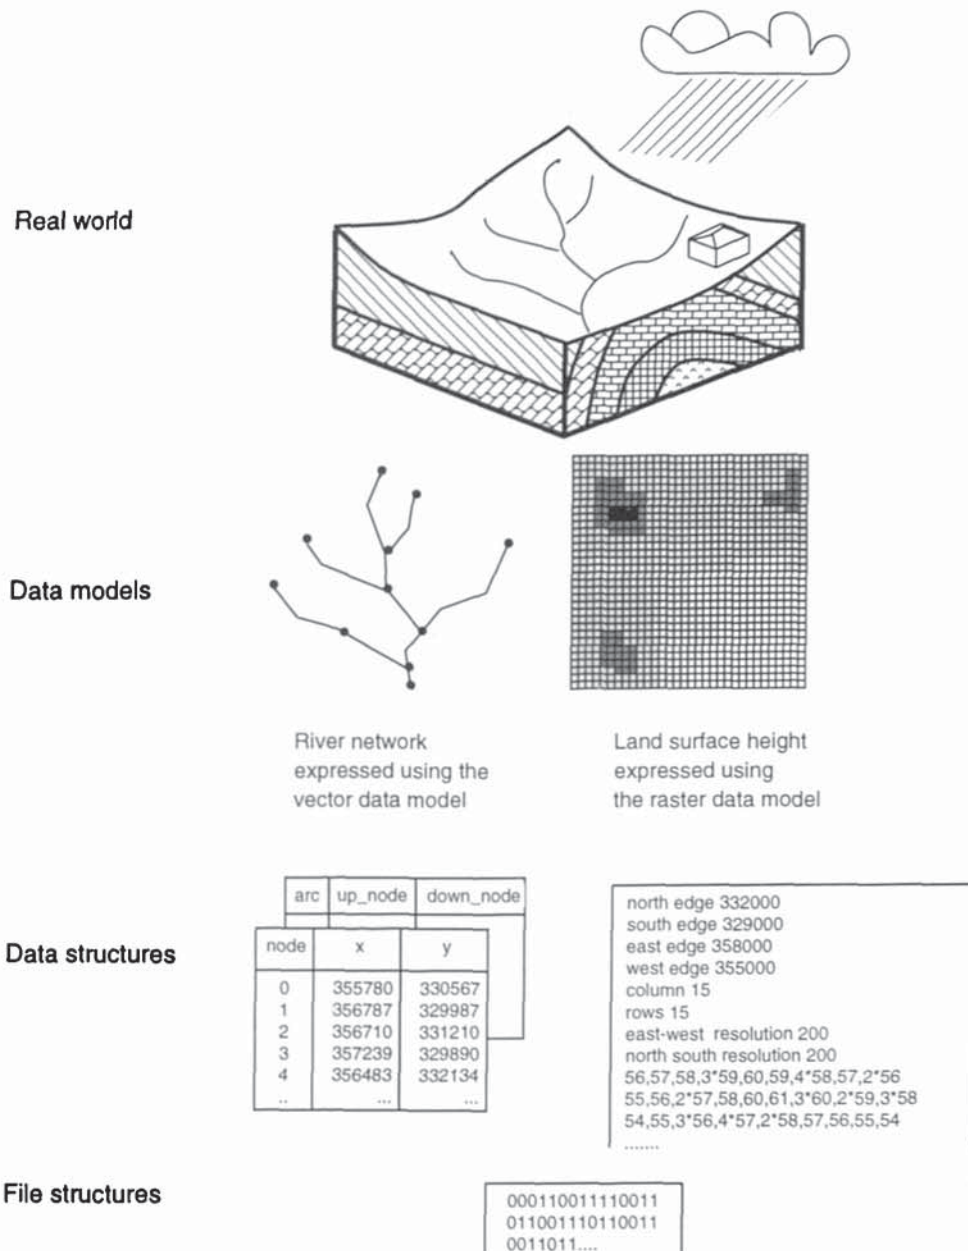 Real world
Data models
River network
expressed using the
vector data model
Land surface height
expressed using
the raster data model
Data structures
arc up_node down_node
node x y
0 355780 330567
1 356787 329987
2 356710 331210
3 357239 329890
4 356483 332134
.. ... ...
north edge 332000
south edge 329000
east edge 358000
west edge 355000
column 15
rows 15
east-west resolution 200
north south resolution 200
56,57,58,3*59,60,59,4*58,57,2*56
55,56,2*57,58,60,61,3*60,2*59,3*58
54,55,3*56,4*57,2*58,57,56,55,54
.......
File structures
000110011110011
011001110110011
0011011....